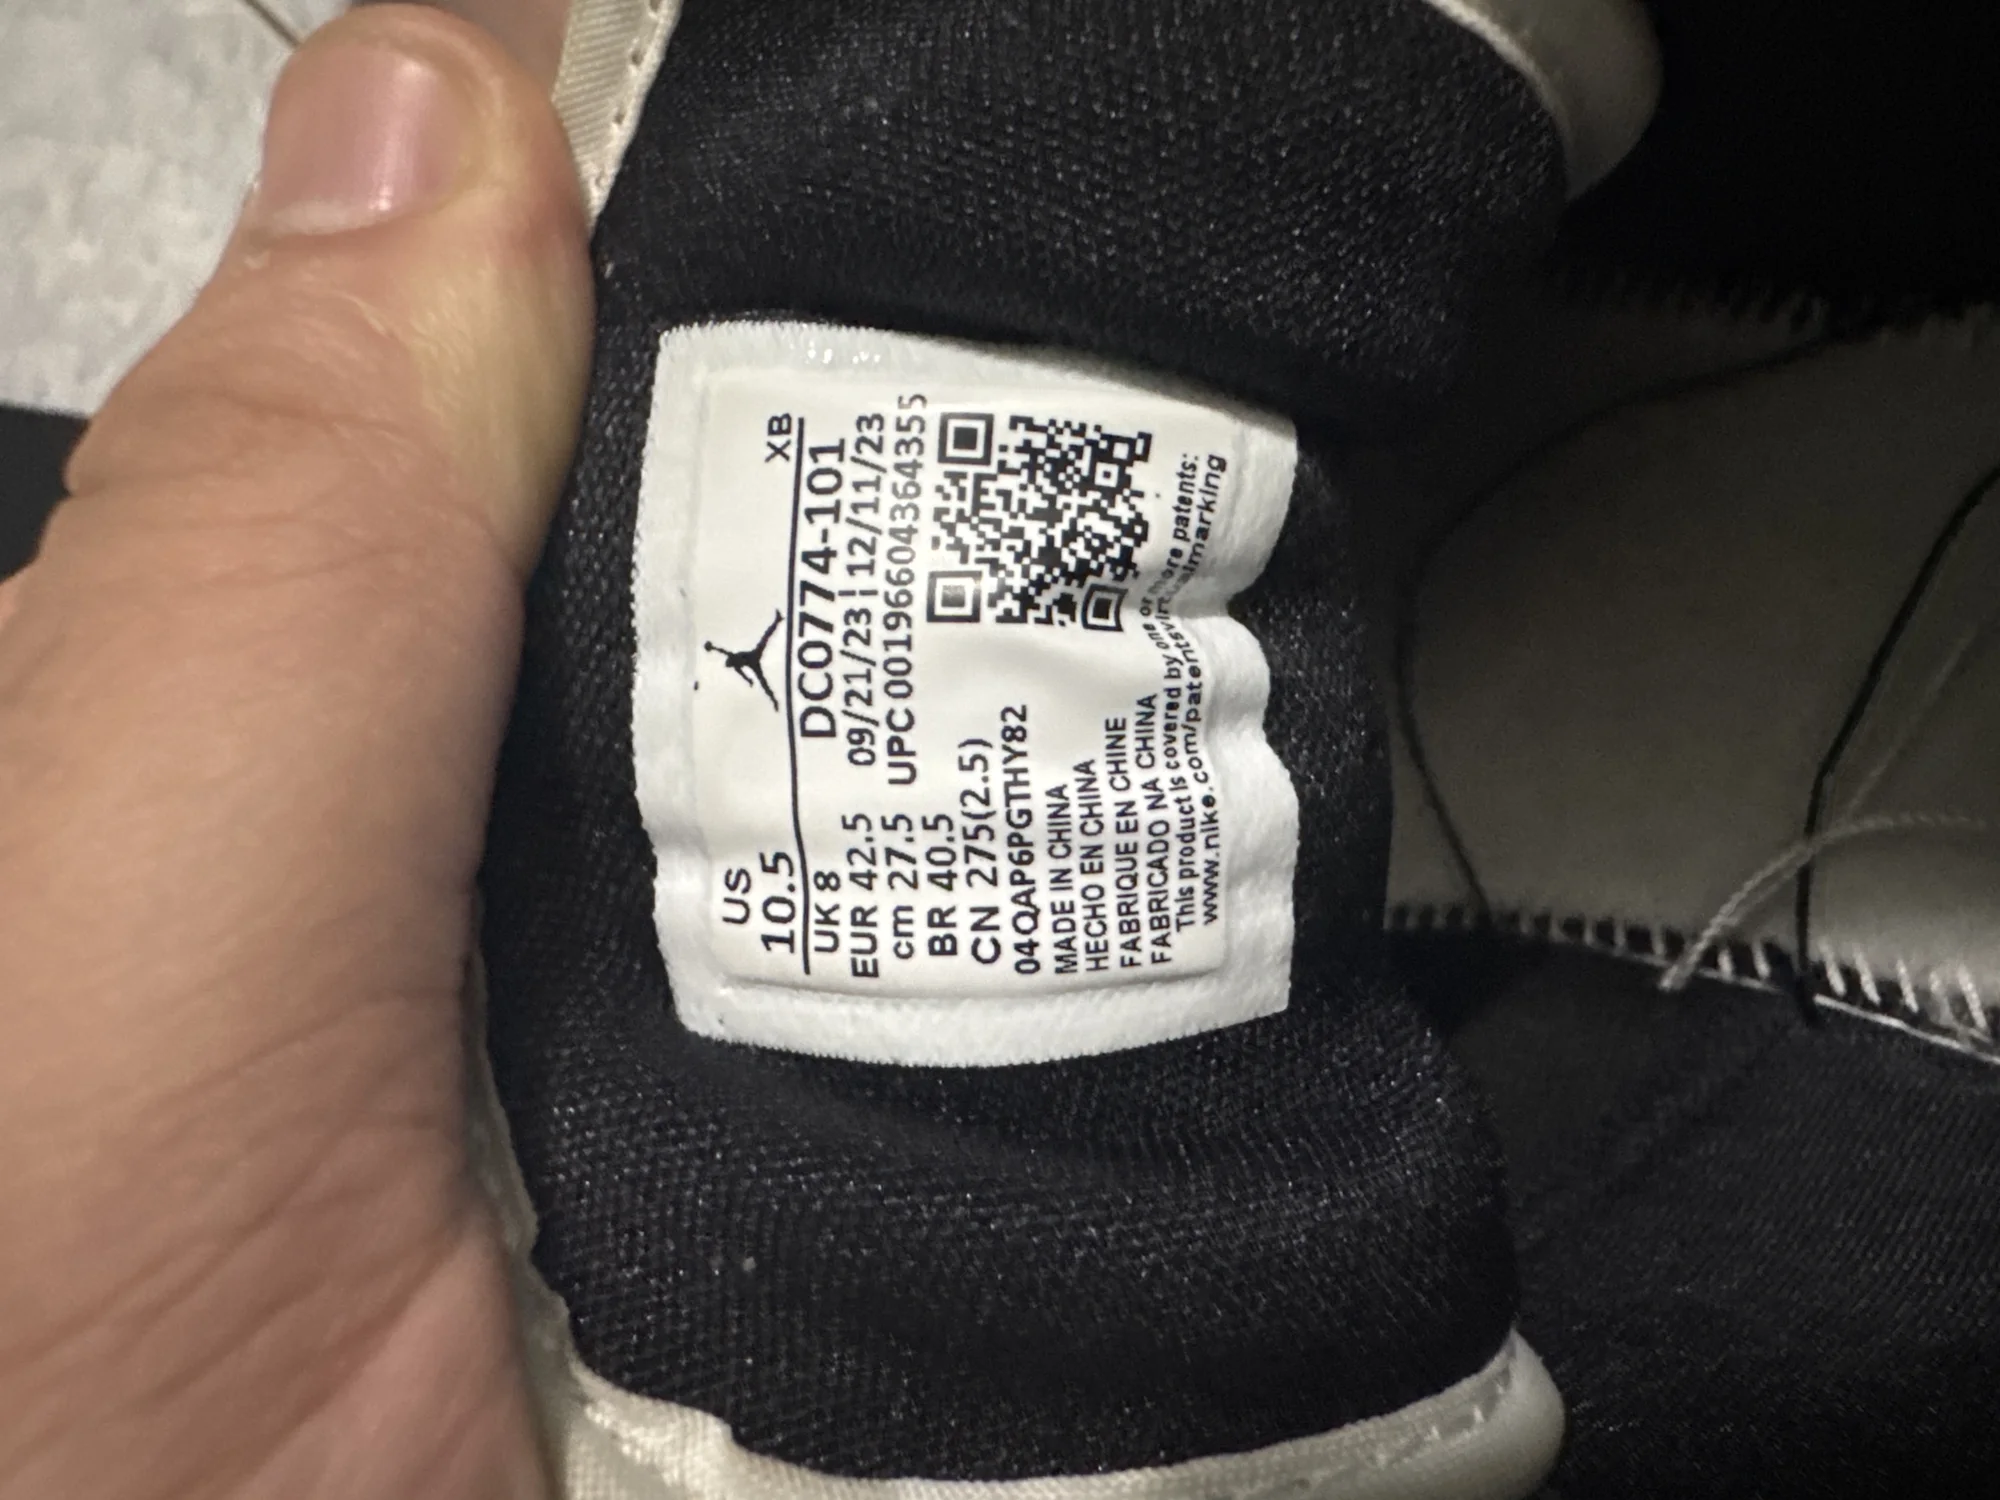 US
10.5
XB
DC0774-101
UK 8
09/21/23 12/11/23
EUR 42.5
UPC 00196604364355
cm 27.5
BR 40.5
CN 275(2.5)
04QAP6PGTHY82
MADE IN CHINA
HECHO EN CHINA
FABRIQUE EN CHINE
FABRICADO NA CHINA
This product is covered by one or more patents:
www.nike.com/patentsvirtualmarking